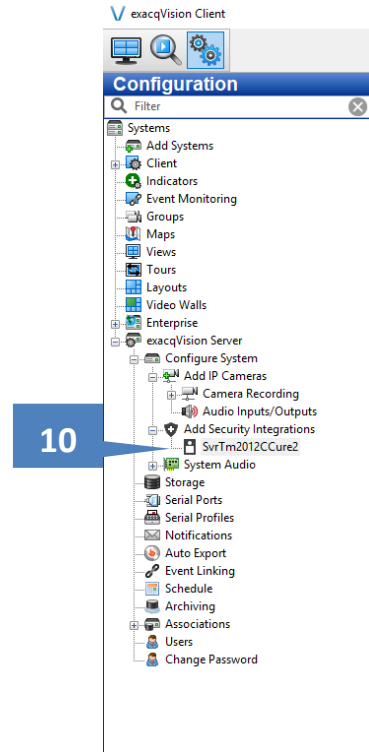 exacqVision Client
Configuration
Filter
Systems
Add Systems
Client
Indicators
Event Monitoring
Groups
Maps
Views
Tours
Layouts
Video Walls
Enterprise
exacqVision Server
Configure System
Add IP Cameras
Camera Recording
Audio Inputs/Outputs
Add Security Integrations
10
SvrTm2012CCure2
System Audio
Storage
Serial Ports
Serial Profiles
Notifications
Auto Export
Event Linking
Schedule
Archiving
Associations
Users
Change Password